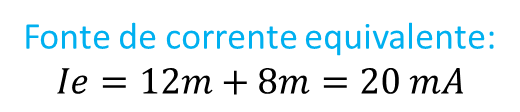 Fonte de corrente equivalente:
Ie = 12m + 8m = 20 mA